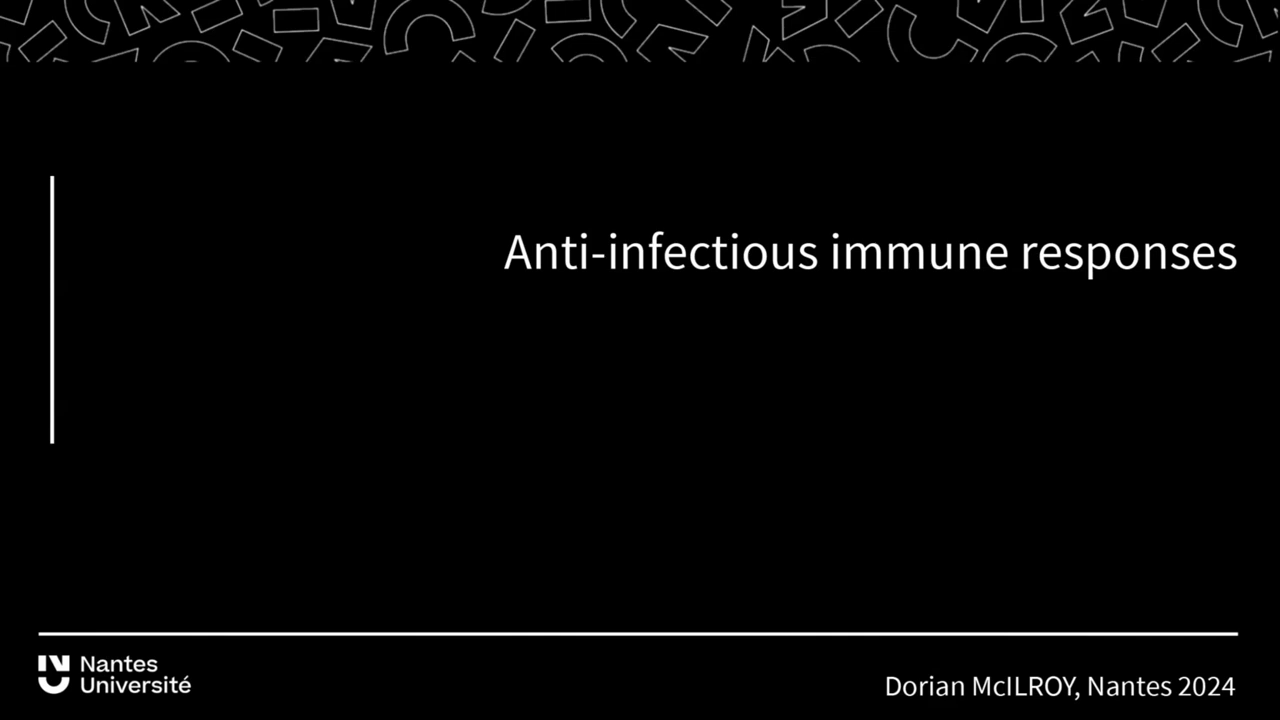 Anti-infectious immune responses
Nantes
Université
Dorian McILROY, Nantes 2024